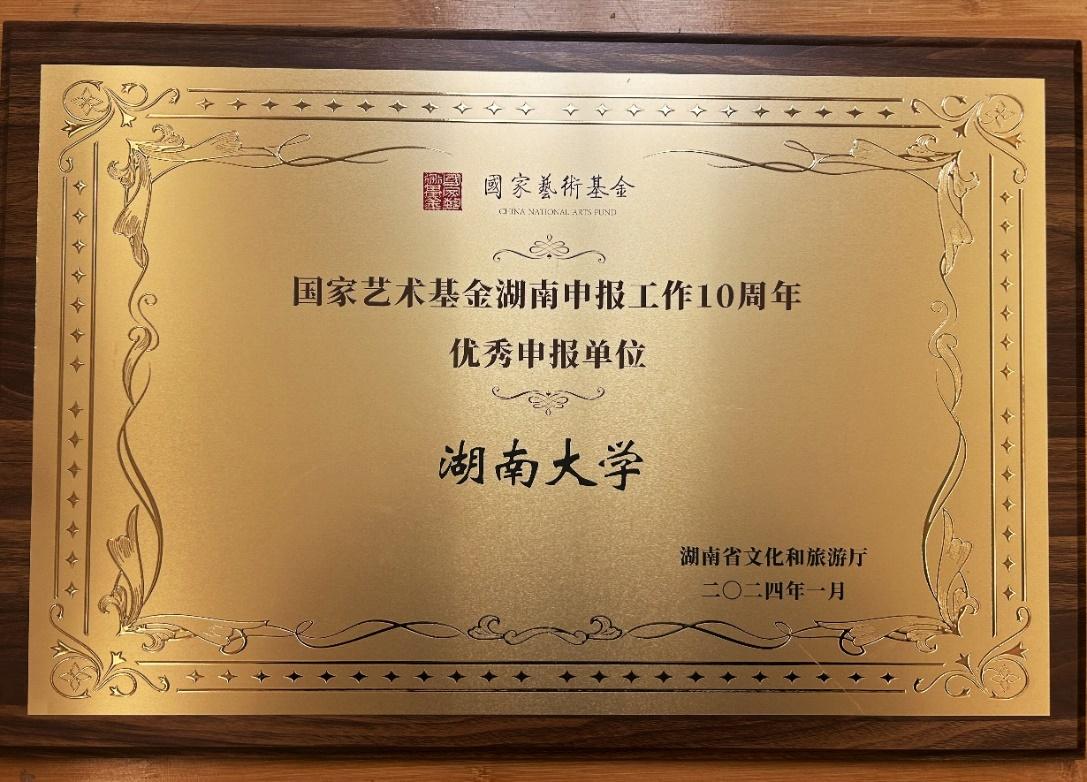 國家藝術基金
CHINA NATIONAL ARTS FUND
国家艺术基金湖南申报工作10周年
优秀申报单位
湖南大学
湖南省文化和旅游厅
二〇二四年一月